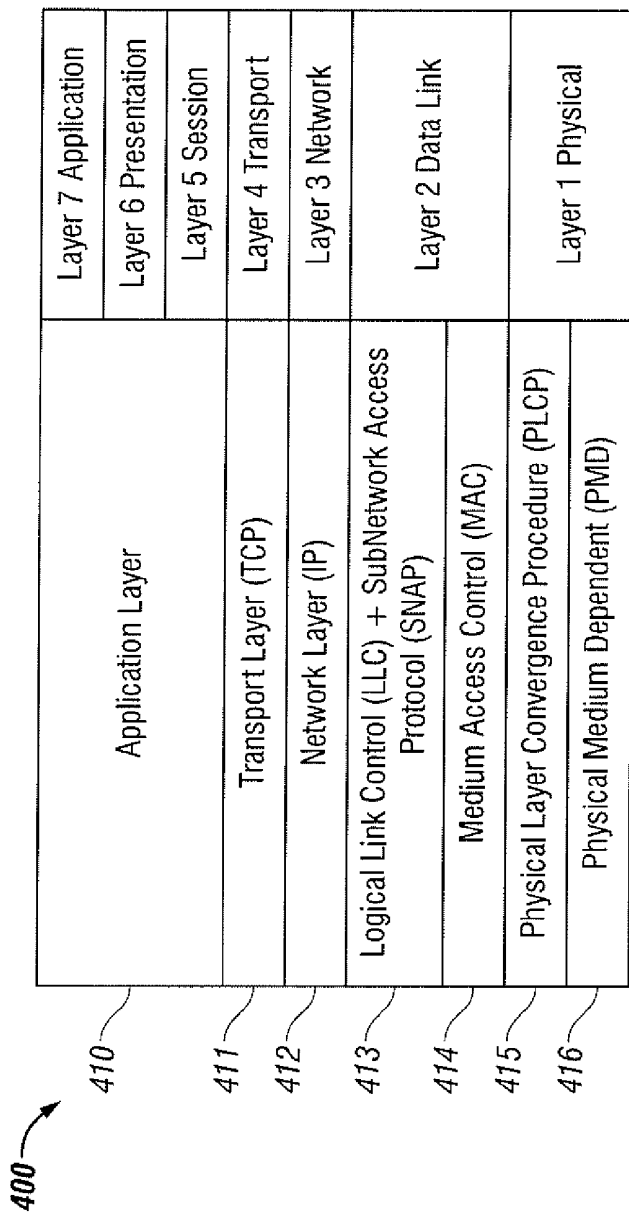 400
410
Application Layer
Layer 7 Application
Layer 6 Presentation
Layer 5 Session
411
Transport Layer (TCP)
Layer 4 Transport
412
Network Layer (IP)
Layer 3 Network
413
Logical Link Control (LLC) + SubNetwork Access
Protocol (SNAP)
Layer 2 Data Link
414
Medium Access Control (MAC)
415
Physical Layer Convergence Procedure (PLCP)
Layer 1 Physical
416
Physical Medium Dependent (PMD)